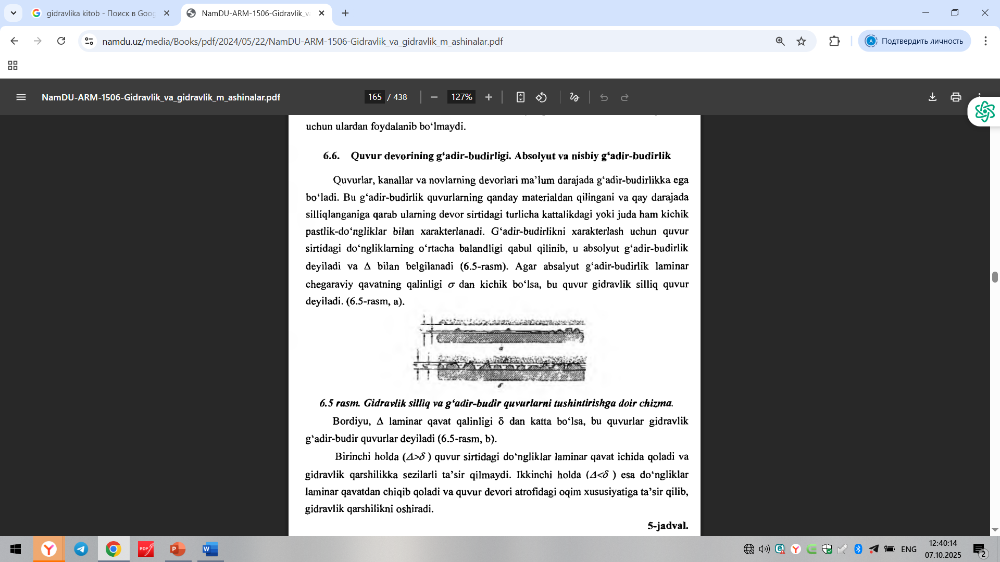 gidravlika kitob - Поиск в Goog
NamDU-ARM-1506-Gidravlik_va
namdu.uz/media/Books/pdf/2024/05/22/NamDU-ARM-1506-Gidravlik_va_gidravlik_m_ashinalar.pdf
A
Подтвердить личность
NamDU-ARM-1506-Gidravlik_va_gidravlik_m_ashinalar.pdf
165 / 438
127%
uchun ulardan foydalanib bo‘lmaydi.
6.6. Quvur devorining g‘adir-budirligi. Absolyut va nisbiy g‘adir-budirlik
Quvurlar, kanallar va novlarning devorlari ma’lum darajada g‘adir-budirlikka ega
bo‘ladi. Bu g‘adir-budirlik quvurlarning qanday materialdan qilingani va qay darajada
silliqlanganiga qarab ularning devor sirtidagi turlicha kattalikdagi yoki juda ham kichik
pastlik-do‘ngliklar bilan xarakterlanadi. G‘adir-budirlikni xarakterlash uchun quvur
sirtidagi do‘ngliklarning o‘rtacha balandligi qabul qilinib, u absolyut g‘adir-budirlik
deyiladi va Δ bilan belgilanadi (6.5-rasm). Agar absalyut g‘adir-budirlik laminar
chegaraviy qavatning qalinligi σ dan kichik bo‘lsa, bu quvur gidravlik silliq quvur
deyiladi. (6.5-rasm, a).
a
б
6.5 rasm. Gidravlik silliq va g‘adir-budir quvurlarni tushintirishga doir chizma.
Bordiyu, Δ laminar qavat qalinligi δ dan katta bo‘lsa, bu quvurlar gidravlik
g‘adir-budir quvurlar deyiladi (6.5-rasm, b).
Birinchi holda (Δ>δ ) quvur sirtidagi do‘ngliklar laminar qavat ichida qoladi va
gidravlik qarshilikka sezilarli ta’sir qilmaydi. Ikkinchi holda (Δ<δ ) esa do‘ngliklar
laminar qavatdan chiqib qoladi va quvur devori atrofidagi oqim xususiyatiga ta’sir qilib,
gidravlik qarshilikni oshiradi.
5-jadval.
ENG
12:40:14
07.10.2025
2